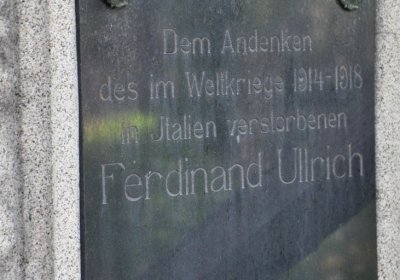 Dem Andenken
des im Weltkriege 1914-1918
in Jtalien verstorbenen
Ferdinand Ullrich